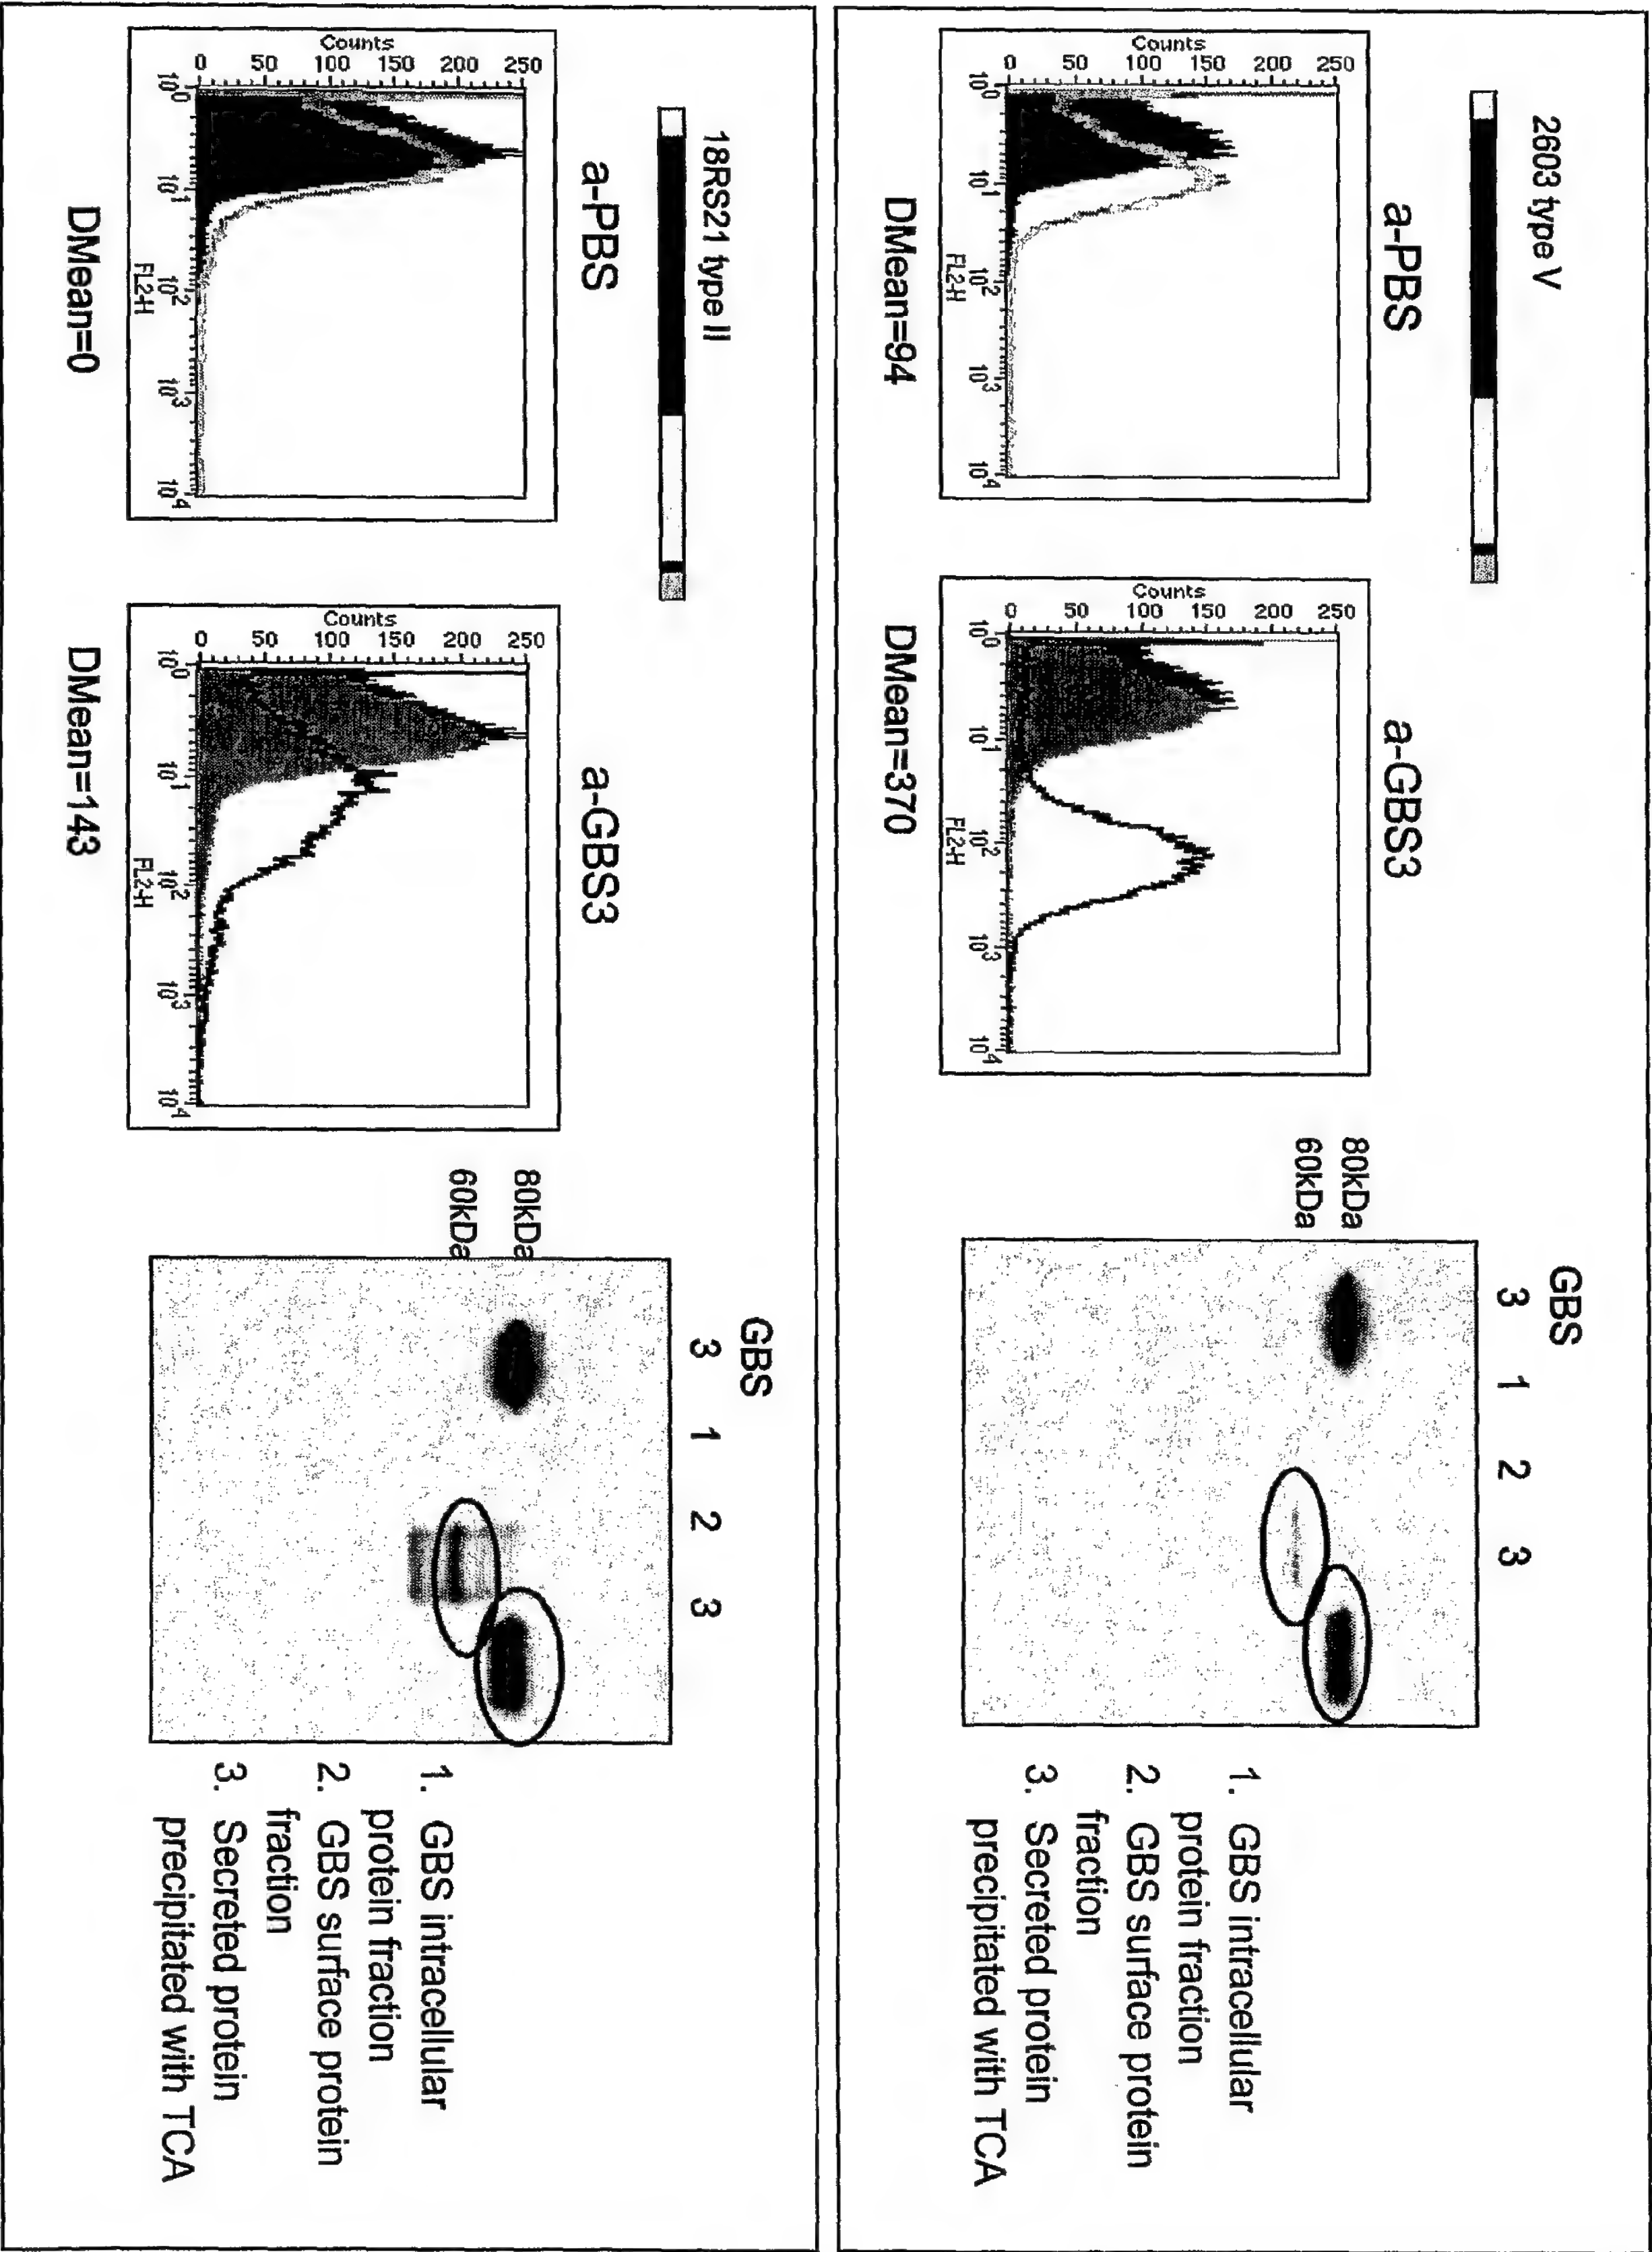 2603 type V
a-PBS
Counts
0 50 100 150 200 250
10^0 10^1 10^2 10^3 10^4
FL2-H
DMean=94
a-GBS3
Counts
0 50 100 150 200 250
10^0 10^1 10^2 10^3 10^4
FL2-H
DMean=370
GBS
3 1 2 3
80kDa
60kDa
1. GBS intracellular
protein fraction
2. GBS surface protein
fraction
3. Secreted protein
precipitated with TCA
18RS21 type II
a-PBS
Counts
0 50 100 150 200 250
10^0 10^1 10^2 10^3 10^4
FL2-H
DMean=0
a-GBS3
Counts
0 50 100 150 200 250
10^0 10^1 10^2 10^3 10^4
FL2-H
DMean=143
GBS
3 1 2 3
80kDa
60kDa
1. GBS intracellular
protein fraction
2. GBS surface protein
fraction
3. Secreted protein
precipitated with TCA